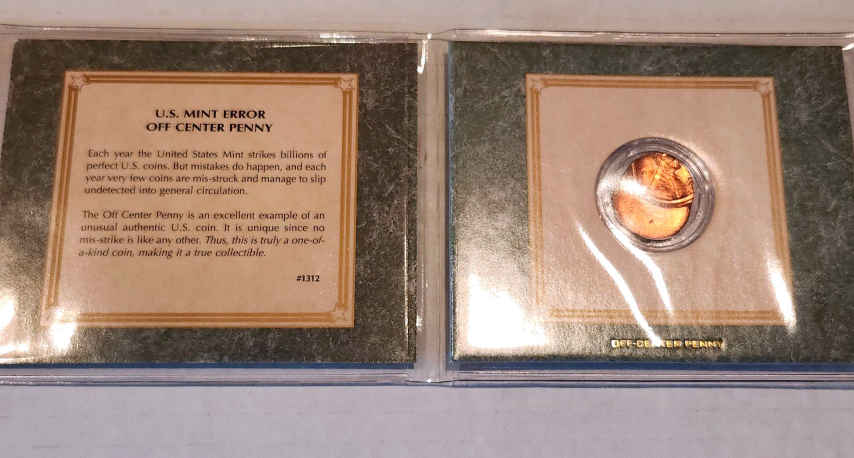 U.S. MINT ERROR
OFF CENTER PENNY
Each year the United States Mint strikes billions of
perfect U.S. coins. But mistakes do happen, and each
year very few coins are mis-struck and manage to slip
undetected into general circulation.
The Off Center Penny is an excellent example of an
unusual authentic U.S. coin. It is unique since no
mis-strike is like any other. Thus, this is truly a one-of-
a-kind coin, making it a true collectible.
#1312
OFF-CENTER PENNY